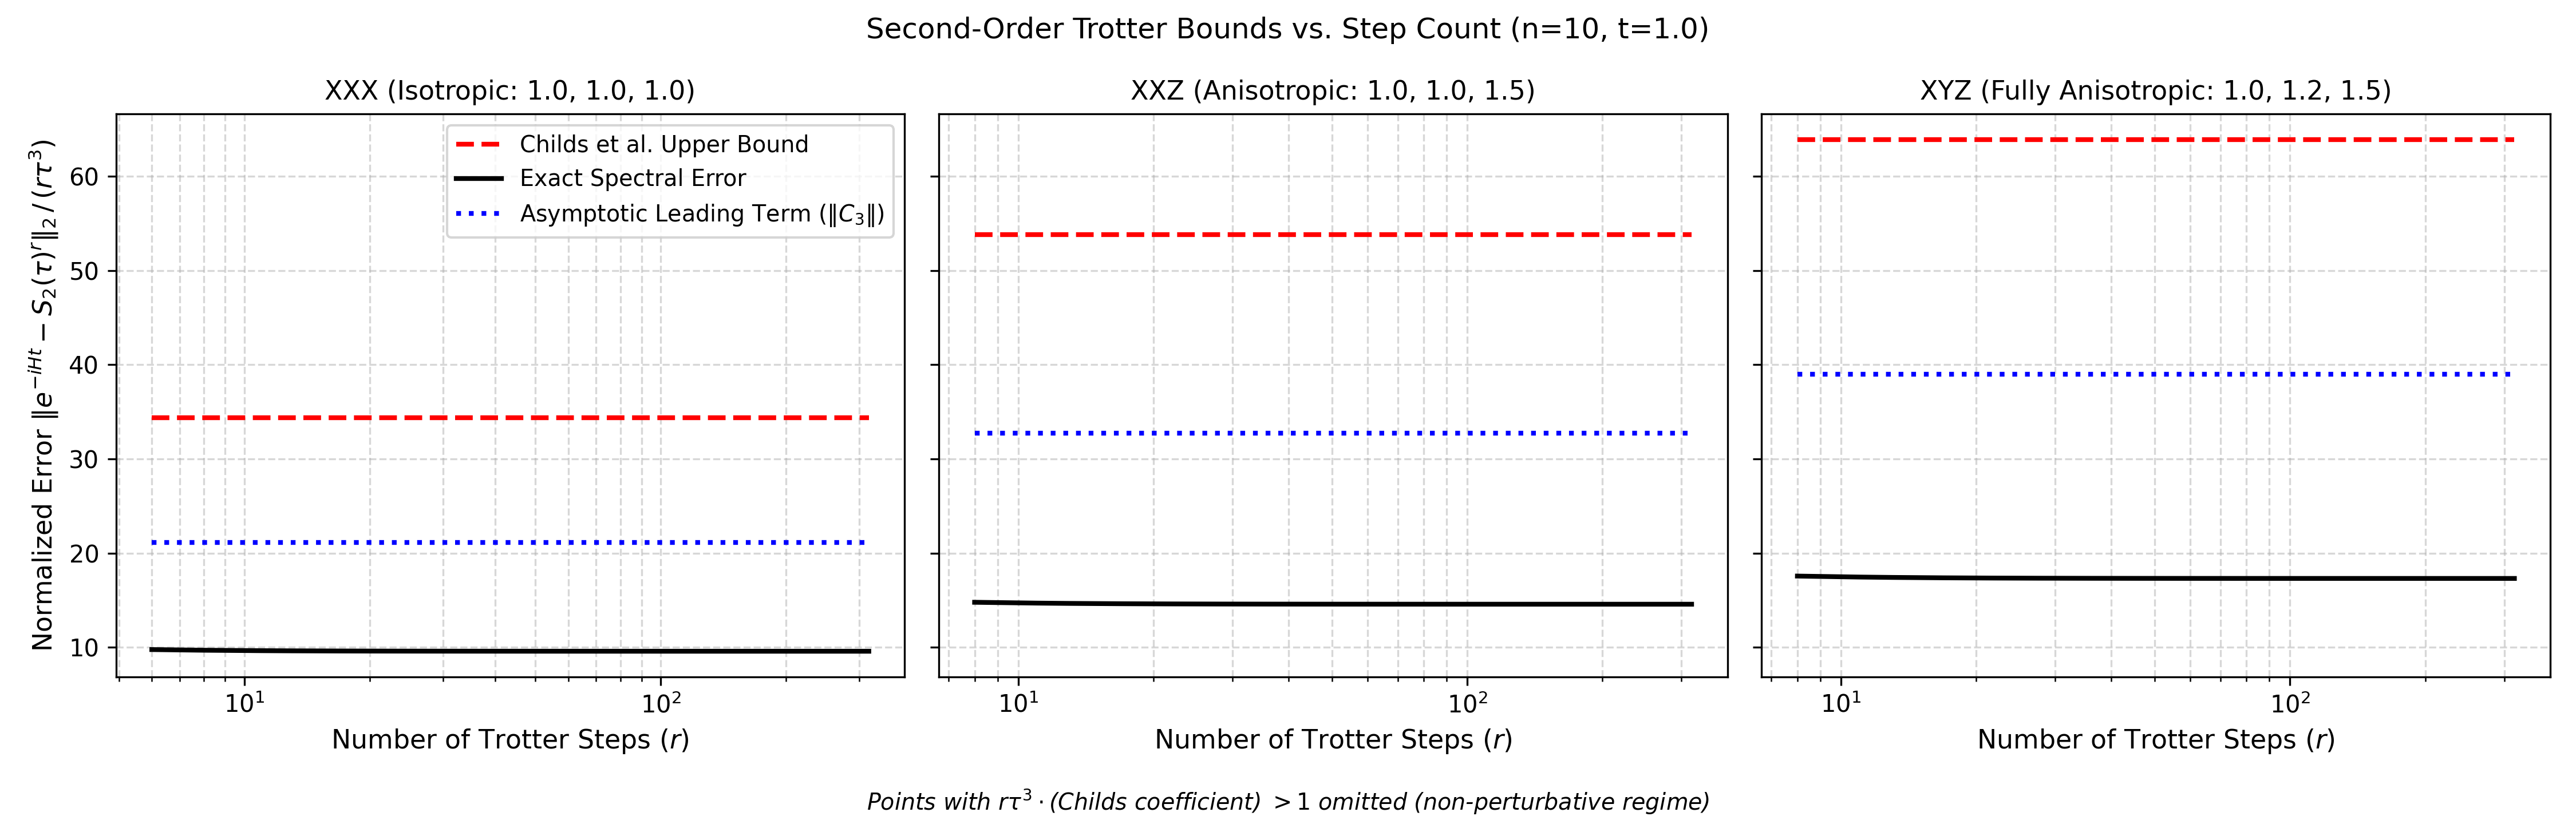 Second-Order Trotter Bounds vs. Step Count (n=10, t=1.0)
XXX (Isotropic: 1.0, 1.0, 1.0)
XXZ (Anisotropic: 1.0, 1.0, 1.5)
XYZ (Fully Anisotropic: 1.0, 1.2, 1.5)
Normalized Error ‖e⁻ⁱᴴᵗ − S₂(τ)ʳ‖₂ / (rτ³)
60
50
40
30
20
10
Childs et al. Upper Bound
Exact Spectral Error
Asymptotic Leading Term (‖C₃‖)
10¹
10²
10¹
10²
10¹
10²
Number of Trotter Steps (r)
Number of Trotter Steps (r)
Number of Trotter Steps (r)
Points with rτ³ · (Childs coefficient) > 1 omitted (non-perturbative regime)